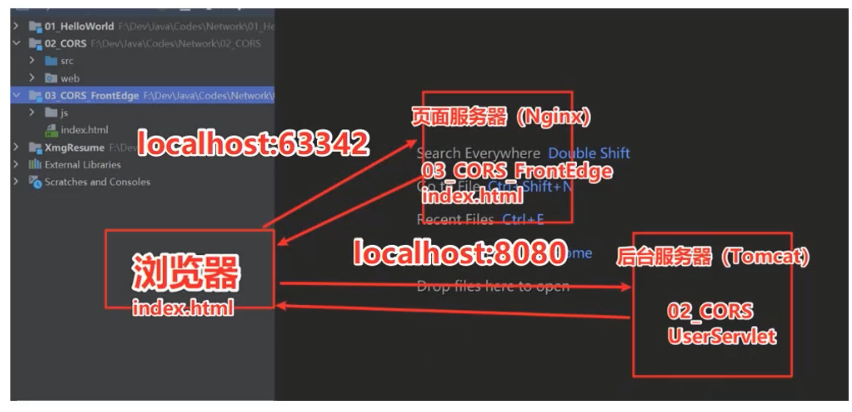 01_HelloWorld F:\Dev\Java\Codes\Network\01_He
02_CORS F:\Dev\Java\Codes\Network\02_CORS
src
web
03_CORS_FrontEdge F:\Dev\Java\Codes\Network\
js
index.html
XmgResume F:\Dev
External Libraries
Scratches and Consoles
localhost:63342
页面服务器（Nginx）
Search Everywhere Double Shift
03_CORS_FrontEdge
Go to File Ctrl+Shift+N
index.html
Recent Files Ctrl+E
localhost:8080
ome
Drop files here to open
浏览器
index.html
后台服务器（Tomcat）
02_CORS
UserServlet